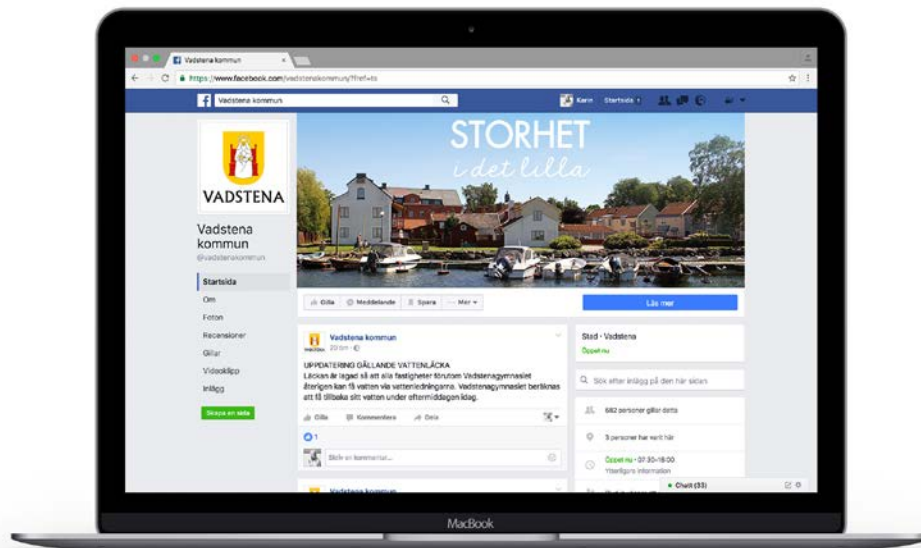 Vadstena kommun
https://www.facebook.com/vadstenakommun/?fref=ts
Vadstena kommun
Karin Startsida 1
STORHET
i det lilla
VADSTENA
Vadstena
kommun
@vadstenakommun
Startsida
Om
Foton
Recensioner
Gillar
Videoklipp
Inlägg
Skapa en sida
Gilla Meddelande Spara Mer
Läs mer
Vadstena kommun
20 tim
UPPDATERING GÄLLANDE VATTENLÄCKA
Läckan är lagad så att alla fastigheter förutom Vadstenagymnasiet
återigen kan få vatten via vattenledningarna. Vadstenagymnasiet beräknas
att få tillbaka sitt vatten under eftermiddagen idag.
Gilla Kommentera Dela
1
Skriv en kommentar...
Vadstena kommun
Stad · Vadstena
Öppet nu
Sök efter inlägg på den här sidan
682 personer gillar detta
3 personer har varit här
Öppet nu · 07:30–16:00
Ytterligare information
Chatt (33)
MacBook